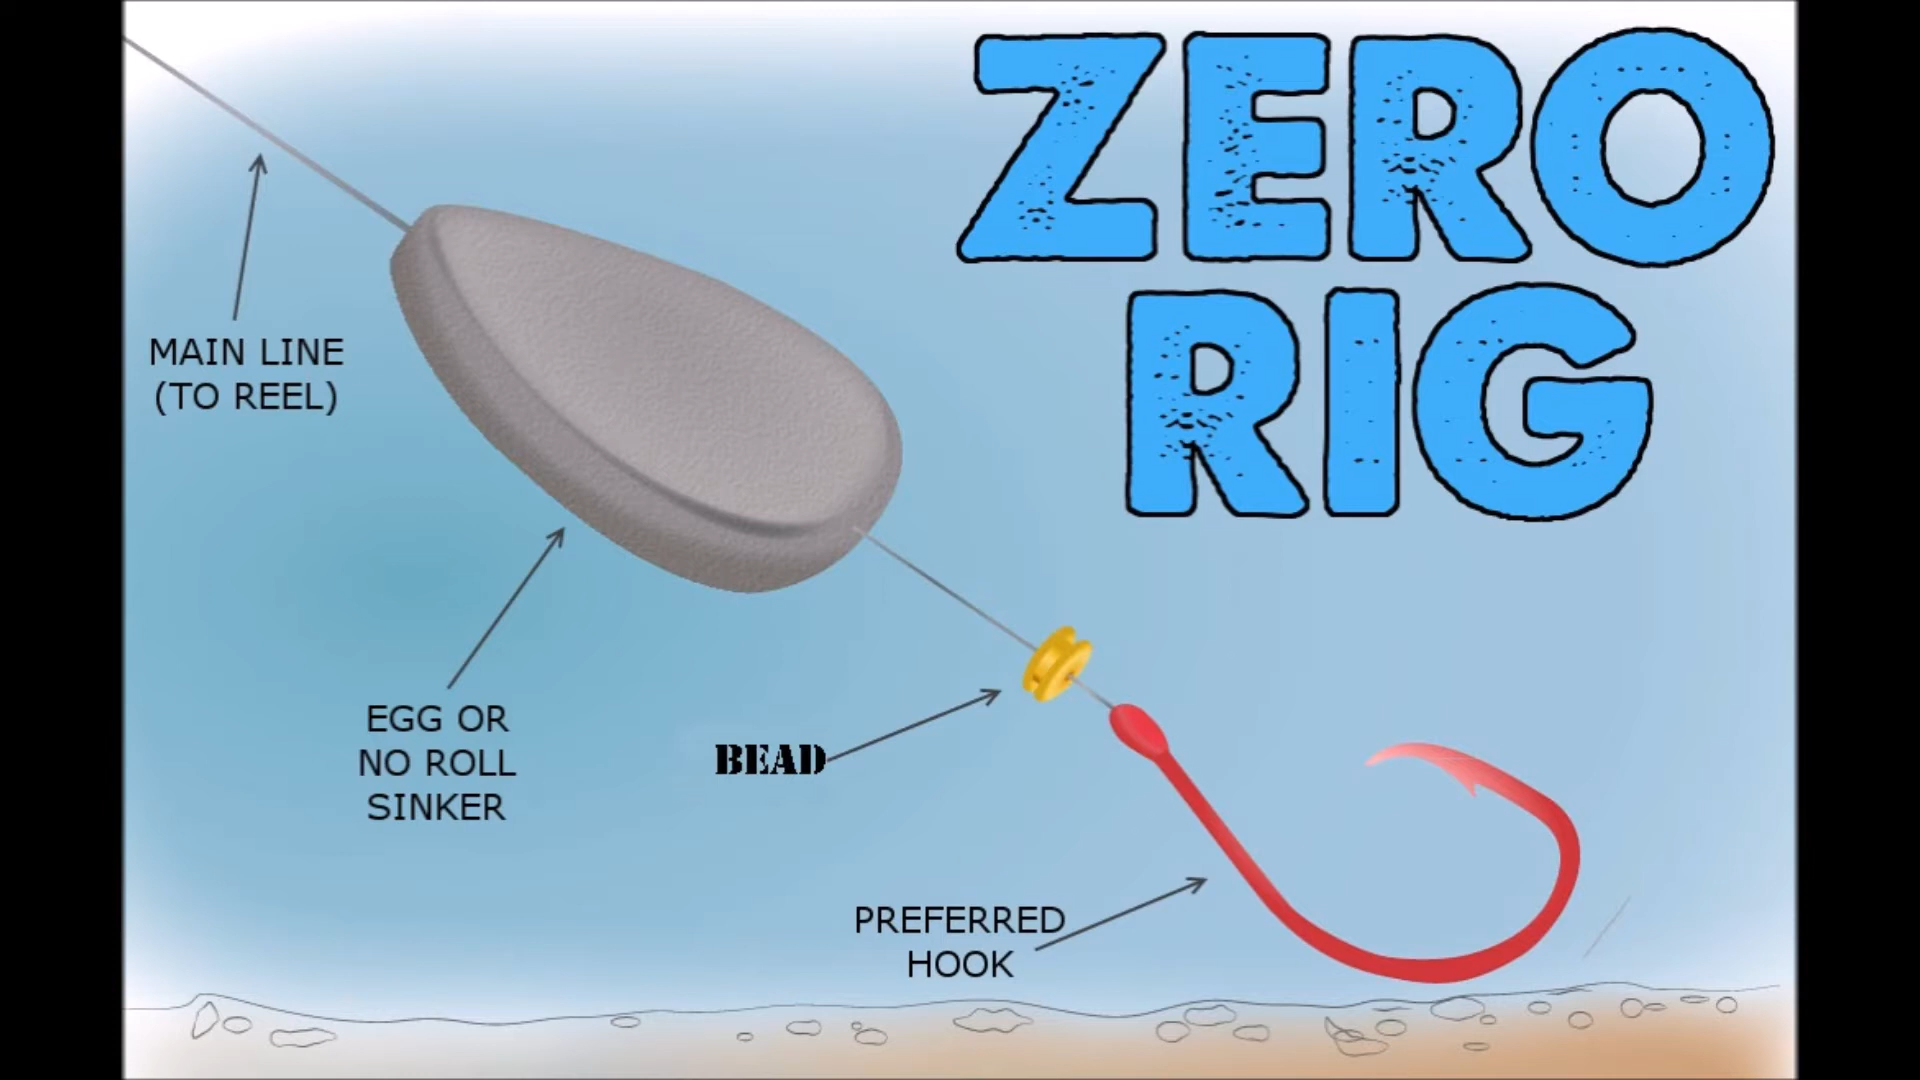 ZERO
RIG
MAIN LINE
(TO REEL)
EGG OR
NO ROLL
SINKER
BEAD
PREFERRED
HOOK